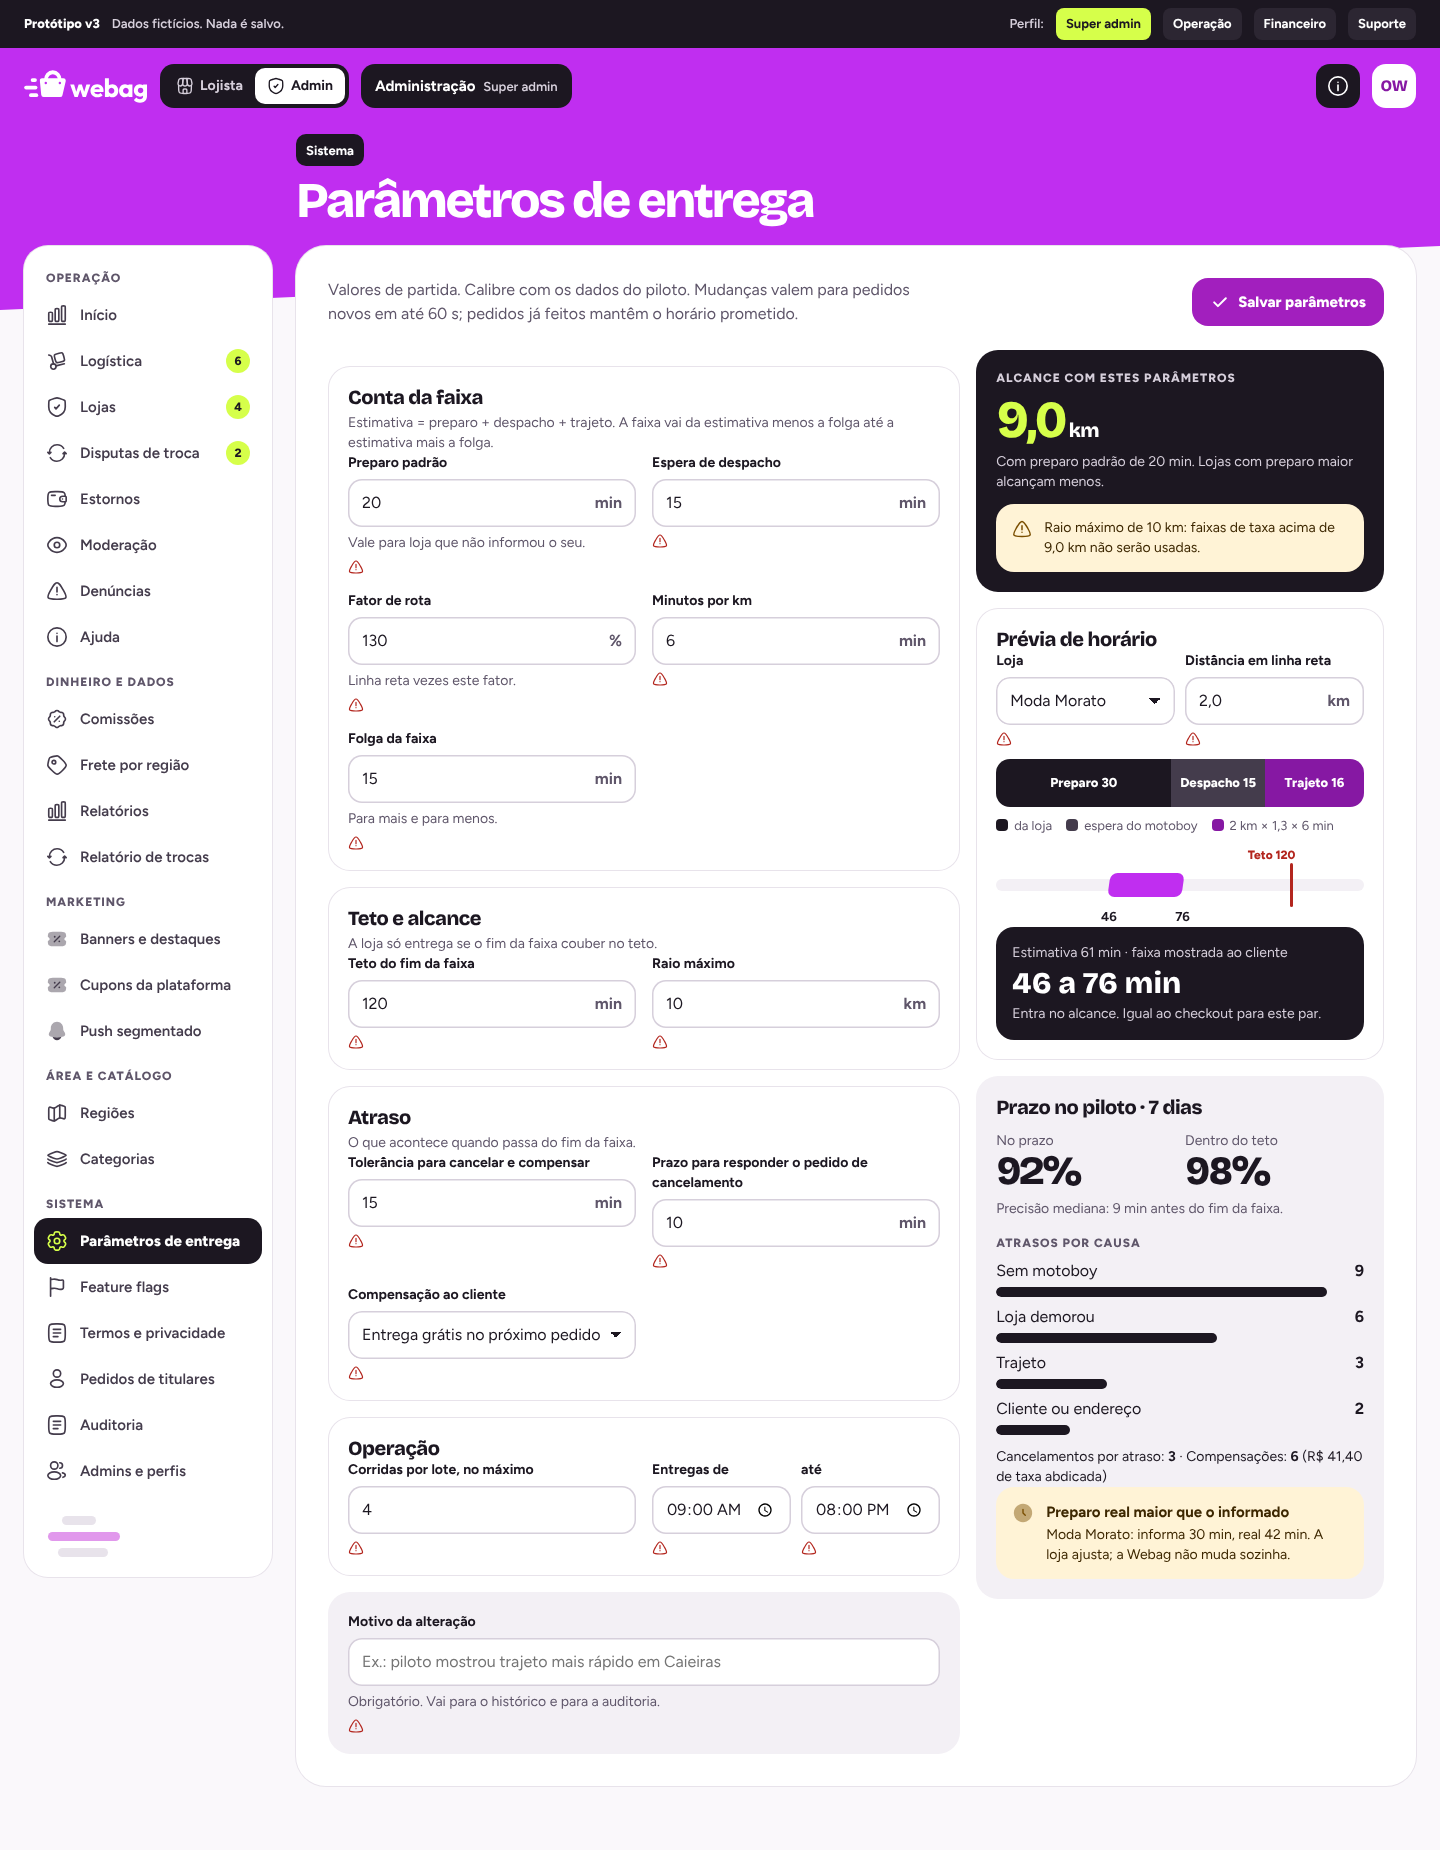 Protótipo v3 Dados fictícios. Nada é salvo.
Perfil: Super admin Operação Financeiro Suporte
webag Lojista Admin Administração Super admin
OW
Sistema
Parâmetros de entrega
OPERAÇÃO
Início
Logística 6
Lojas 4
Disputas de troca 2
Estornos
Moderação
Denúncias
Ajuda
DINHEIRO E DADOS
Comissões
Frete por região
Relatórios
Relatório de trocas
MARKETING
Banners e destaques
Cupons da plataforma
Push segmentado
ÁREA E CATÁLOGO
Regiões
Categorias
SISTEMA
Parâmetros de entrega
Feature flags
Termos e privacidade
Pedidos de titulares
Auditoria
Admins e perfis
Valores de partida. Calibre com os dados do piloto. Mudanças valem para pedidos
novos em até 60 s; pedidos já feitos mantêm o horário prometido.
Salvar parâmetros
Conta da faixa
Estimativa = preparo + despacho + trajeto. A faixa vai da estimativa menos a folga até a
estimativa mais a folga.
Preparo padrão
20 min
Vale para loja que não informou o seu.
Espera de despacho
15 min
Fator de rota
130 %
Linha reta vezes este fator.
Minutos por km
6 min
Folga da faixa
15 min
Para mais e para menos.
Teto e alcance
A loja só entrega se o fim da faixa couber no teto.
Teto do fim da faixa
120 min
Raio máximo
10 km
Atraso
O que acontece quando passa do fim da faixa.
Tolerância para cancelar e compensar
15 min
Prazo para responder o pedido de
cancelamento
10 min
Compensação ao cliente
Entrega grátis no próximo pedido
Operação
Corridas por lote, no máximo
4
Entregas de
09:00 AM
até
08:00 PM
Motivo da alteração
Ex.: piloto mostrou trajeto mais rápido em Caieiras
Obrigatório. Vai para o histórico e para a auditoria.
ALCANCE COM ESTES PARÂMETROS
9,0 km
Com preparo padrão de 20 min. Lojas com preparo maior
alcançam menos.
Raio máximo de 10 km: faixas de taxa acima de
9,0 km não serão usadas.
Prévia de horário
Loja
Moda Morato
Distância em linha reta
2,0 km
Preparo 30 Despacho 15 Trajeto 16
da loja espera do motoboy 2 km × 1,3 × 6 min
Teto 120
46 76
Estimativa 61 min · faixa mostrada ao cliente
46 a 76 min
Entra no alcance. Igual ao checkout para este par.
Prazo no piloto · 7 dias
No prazo
92%
Dentro do teto
98%
Precisão mediana: 9 min antes do fim da faixa.
ATRASOS POR CAUSA
Sem motoboy 9
Loja demorou 6
Trajeto 3
Cliente ou endereço 2
Cancelamentos por atraso: 3 · Compensações: 6 (R$ 41,40
de taxa abdicada)
Preparo real maior que o informado
Moda Morato: informa 30 min, real 42 min. A
loja ajusta; a Webag não muda sozinha.